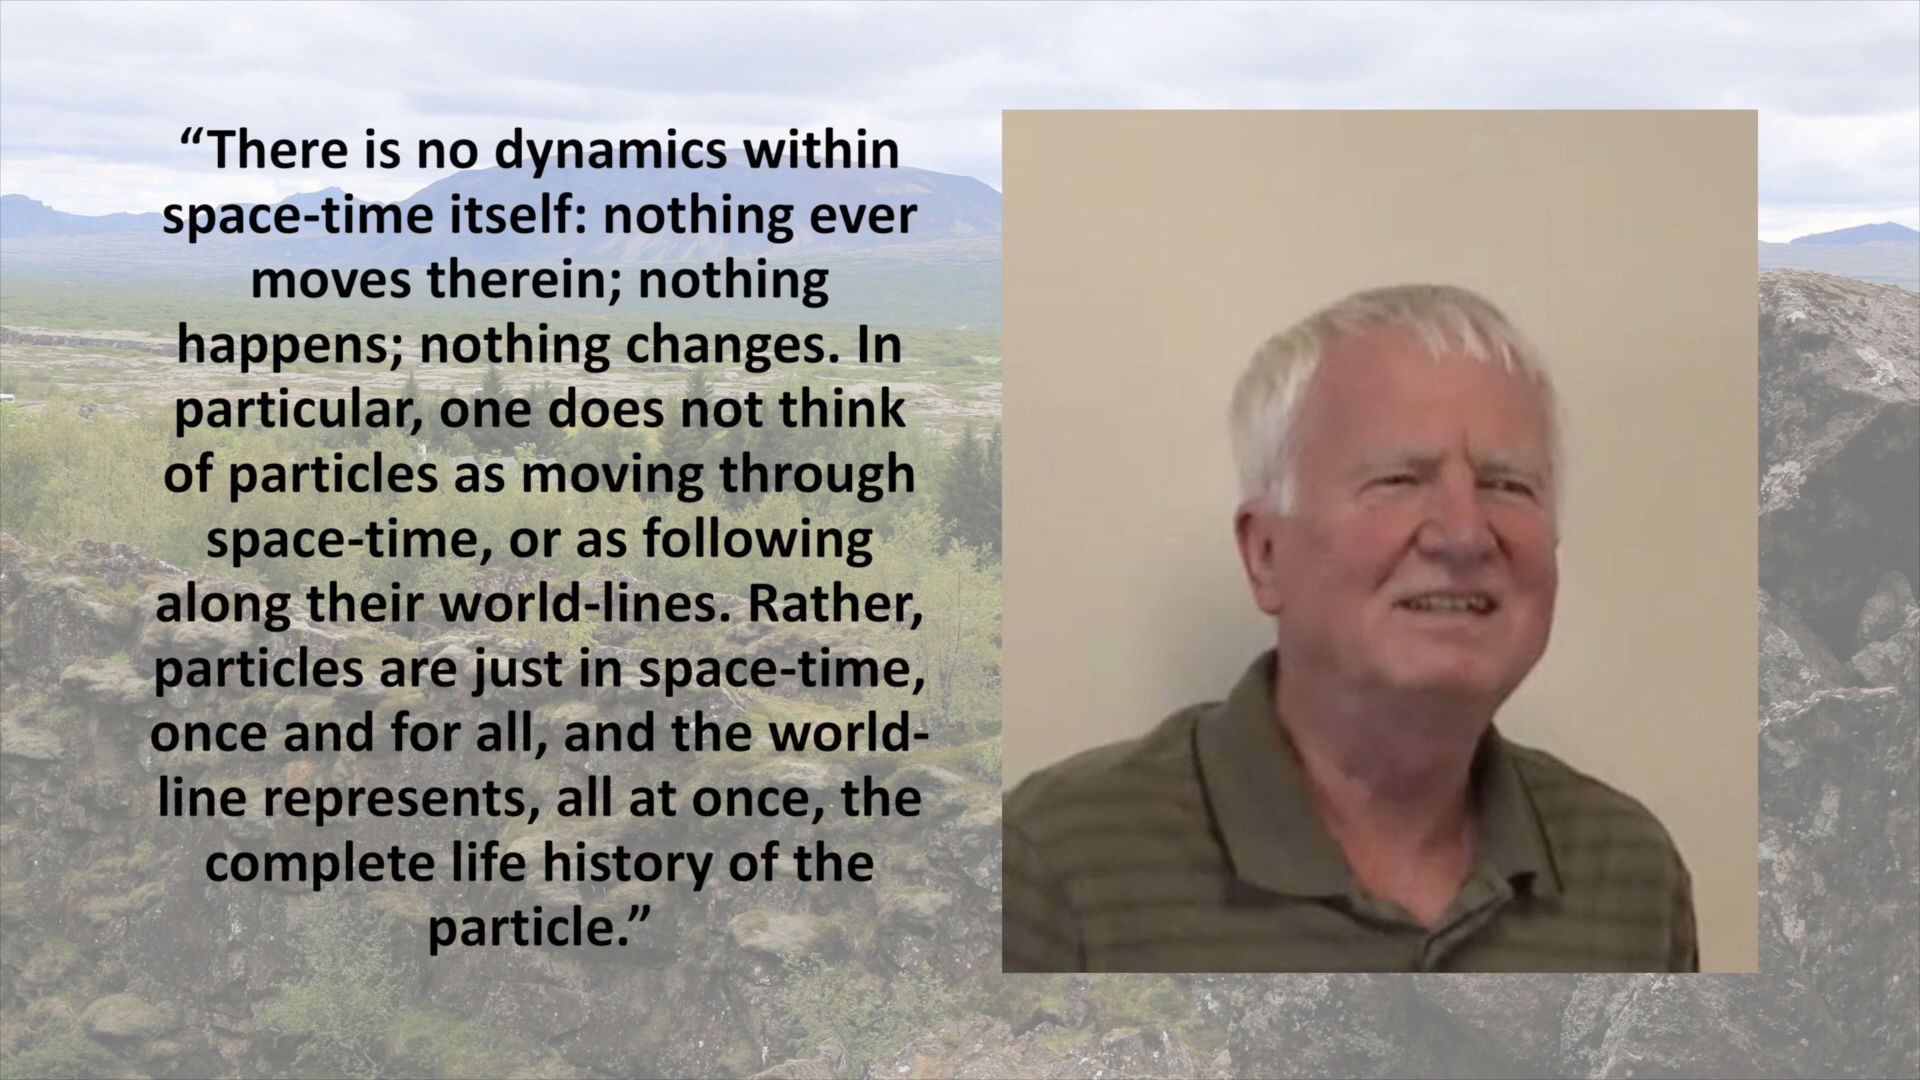 “There is no dynamics within
space-time itself: nothing ever
moves therein; nothing
happens; nothing changes. In
particular, one does not think
of particles as moving through
space-time, or as following
along their world-lines. Rather,
particles are just in space-time,
once and for all, and the world-
line represents, all at once, the
complete life history of the
particle.”